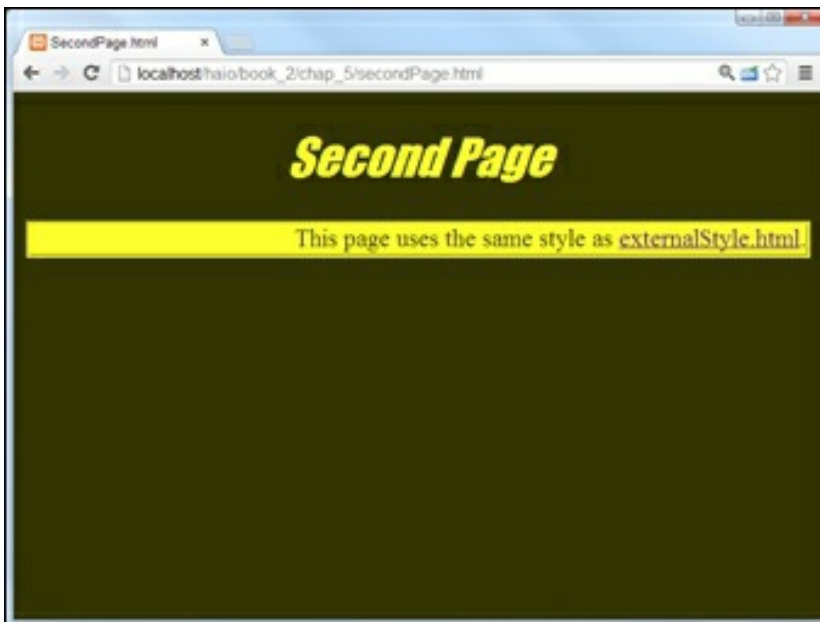 SecondPage.html
localhost/haio/book_2/chap_5/secondPage.html
Second Page
This page uses the same style as externalStyle.html.